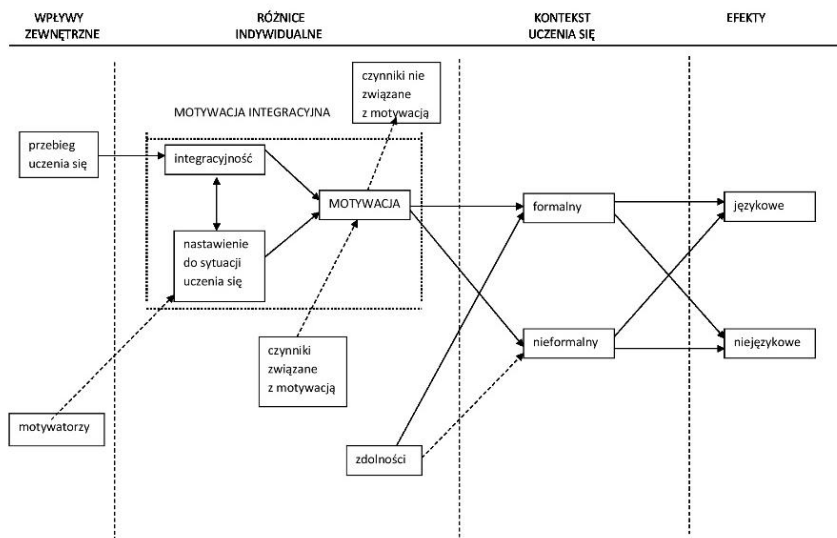 WPŁYWY
ZEWNĘTRZNE
RÓŻNICE
INDYWIDUALNE
KONTEKST
UCZENIA SIĘ
EFEKTY
czynniki nie
związane
z motywacją
MOTYWACJA INTEGRACYJNA
przebieg
uczenia się
integracyjność
MOTYWACJA
formalny
językowe
nastawienie
do sytuacji
uczenia się
czynniki
związane
z motywacją
nieformalny
niejęzykowe
motywatorzy
zdolności